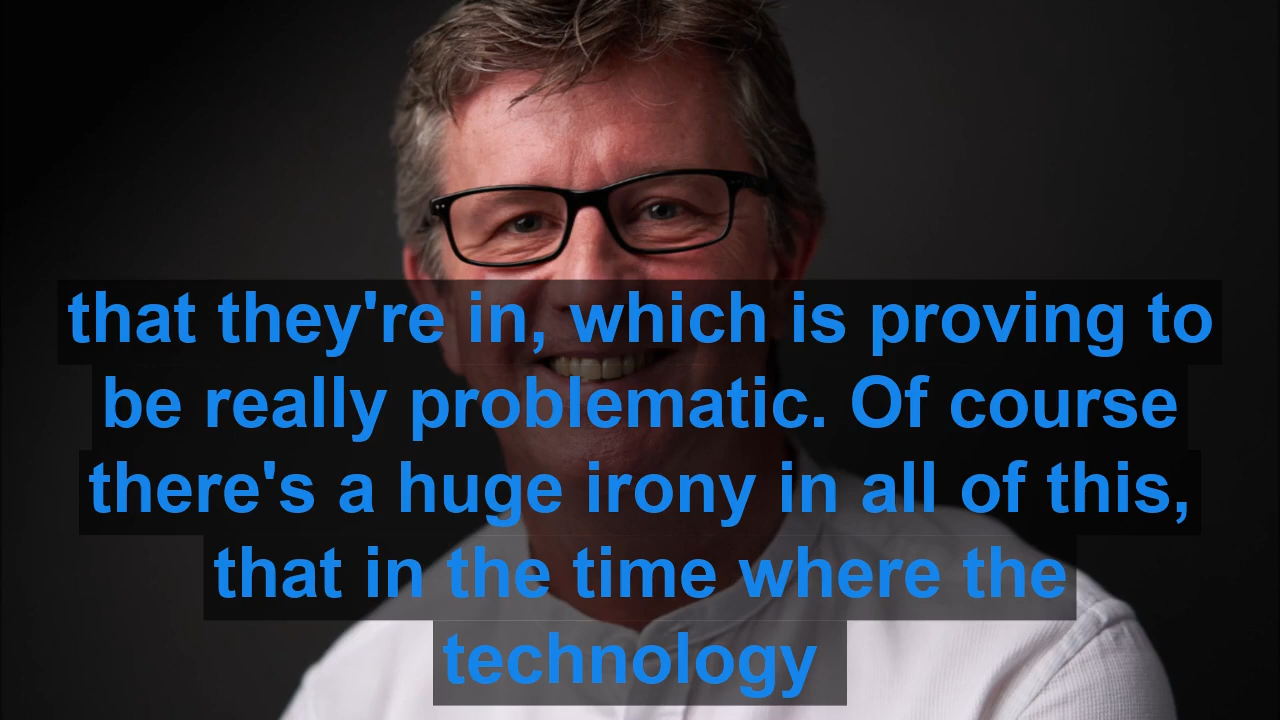 that they're in, which is proving to
be really problematic. Of course
there's a huge irony in all of this,
that in the time where the
technology